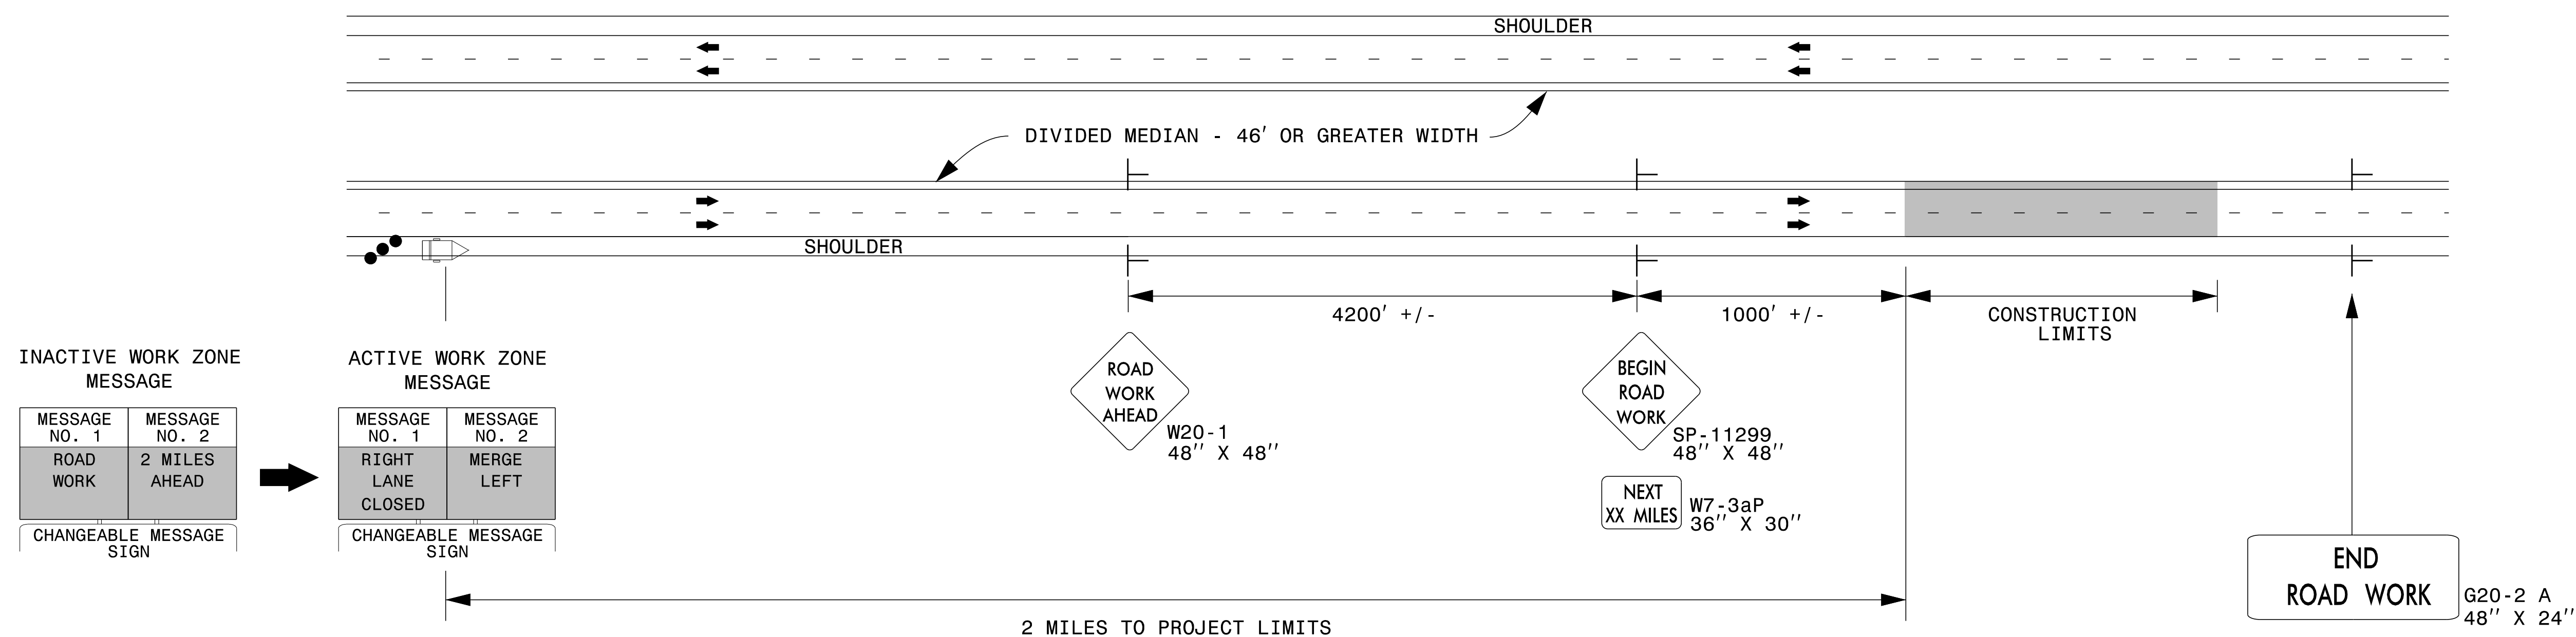 SHOULDER
DIVIDED MEDIAN - 46' OR GREATER WIDTH
SHOULDER
4200' +/-
1000' +/-
CONSTRUCTION
LIMITS
INACTIVE WORK ZONE
MESSAGE
MESSAGE
NO. 1
MESSAGE
NO. 2
ROAD
WORK
2 MILES
AHEAD
CHANGEABLE MESSAGE
SIGN
ACTIVE WORK ZONE
MESSAGE
MESSAGE
NO. 1
MESSAGE
NO. 2
RIGHT
LANE
CLOSED
MERGE
LEFT
CHANGEABLE MESSAGE
SIGN
ROAD
WORK
AHEAD
W20-1
48'' X 48''
BEGIN
ROAD
WORK
SP-11299
48'' X 48''
NEXT
XX MILES
W7-3aP
36'' X 30''
END
ROAD WORK
G20-2 A
48'' X 24''
2 MILES TO PROJECT LIMITS